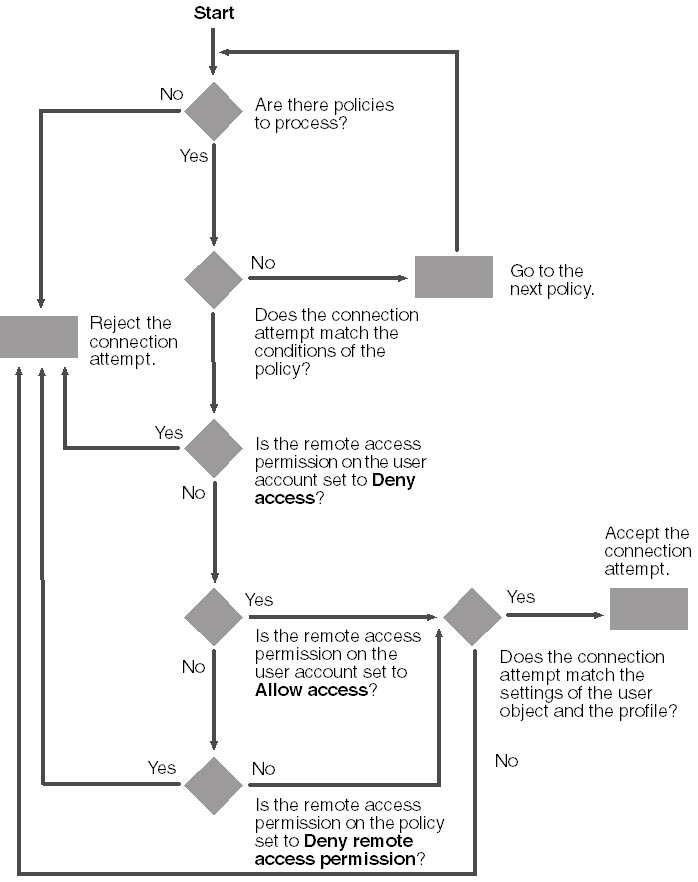 Start
No
Are there policies
to process?
Yes
No
Go to the
next policy.
Does the connection
attempt match the
conditions of the
policy?
Reject the
connection
attempt.
Yes
Is the remote access
permission on the user
account set to Deny
access?
No
Accept the
connection
attempt.
Yes
Yes
Is the remote access
permission on the
user account set to
Allow access?
Does the connection
attempt match the
settings of the user
object and the profile?
No
No
Yes
No
Is the remote access
permission on the policy
set to Deny remote
access permission?